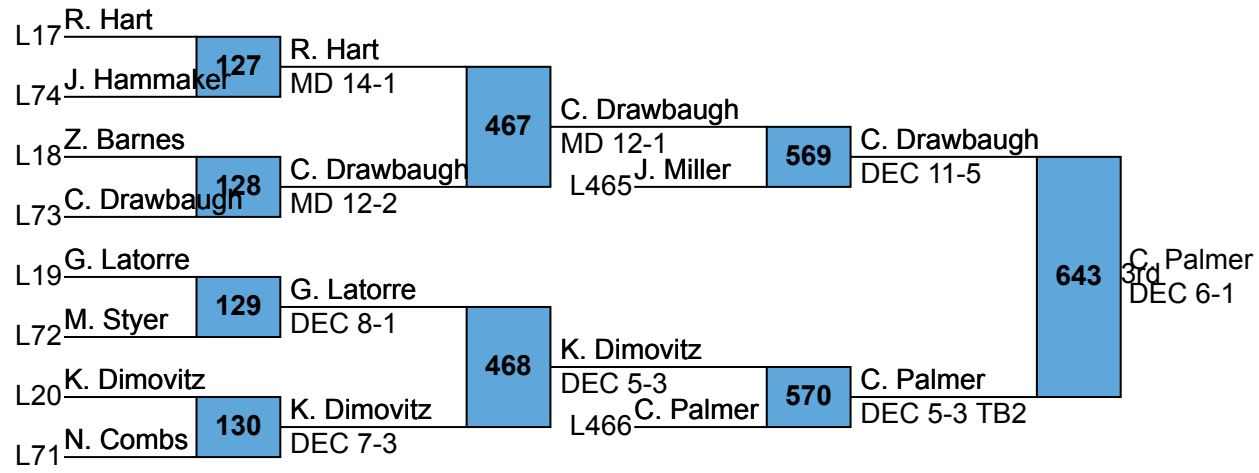 L17 R. Hart
127
L74 J. Hammaker
R. Hart
MD 14-1
L18 Z. Barnes
128
L73 C. Drawbaugh
C. Drawbaugh
MD 12-2
467
C. Drawbaugh
MD 12-1
L465 J. Miller
569
C. Drawbaugh
DEC 11-5
L19 G. Latorre
129
L72 M. Styer
G. Latorre
DEC 8-1
L20 K. Dimovitz
130
L71 N. Combs
K. Dimovitz
DEC 7-3
468
K. Dimovitz
DEC 5-3
L466 C. Palmer
570
C. Palmer
DEC 5-3 TB2
643
3rd
C. Palmer
DEC 6-1